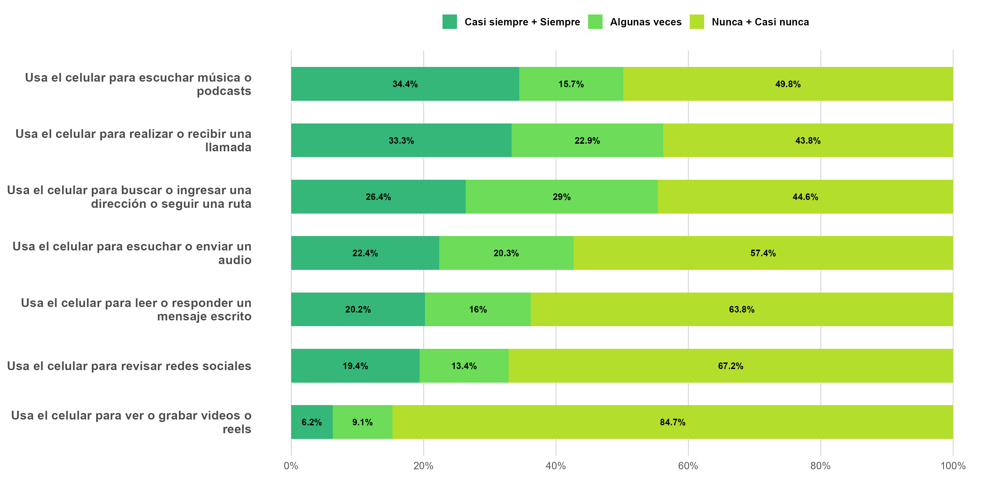 Casi siempre + Siempre Algunas veces Nunca + Casi nunca
Usa el celular para escuchar música o
podcasts
34.4% 15.7% 49.8%
Usa el celular para realizar o recibir una
llamada
33.3% 22.9% 43.8%
Usa el celular para buscar o ingresar una
dirección o seguir una ruta
26.4% 29% 44.6%
Usa el celular para escuchar o enviar un
audio
22.4% 20.3% 57.4%
Usa el celular para leer o responder un
mensaje escrito
20.2% 16% 63.8%
Usa el celular para revisar redes sociales
19.4% 13.4% 67.2%
Usa el celular para ver o grabar videos o
reels
6.2% 9.1% 84.7%
0% 20% 40% 60% 80% 100%